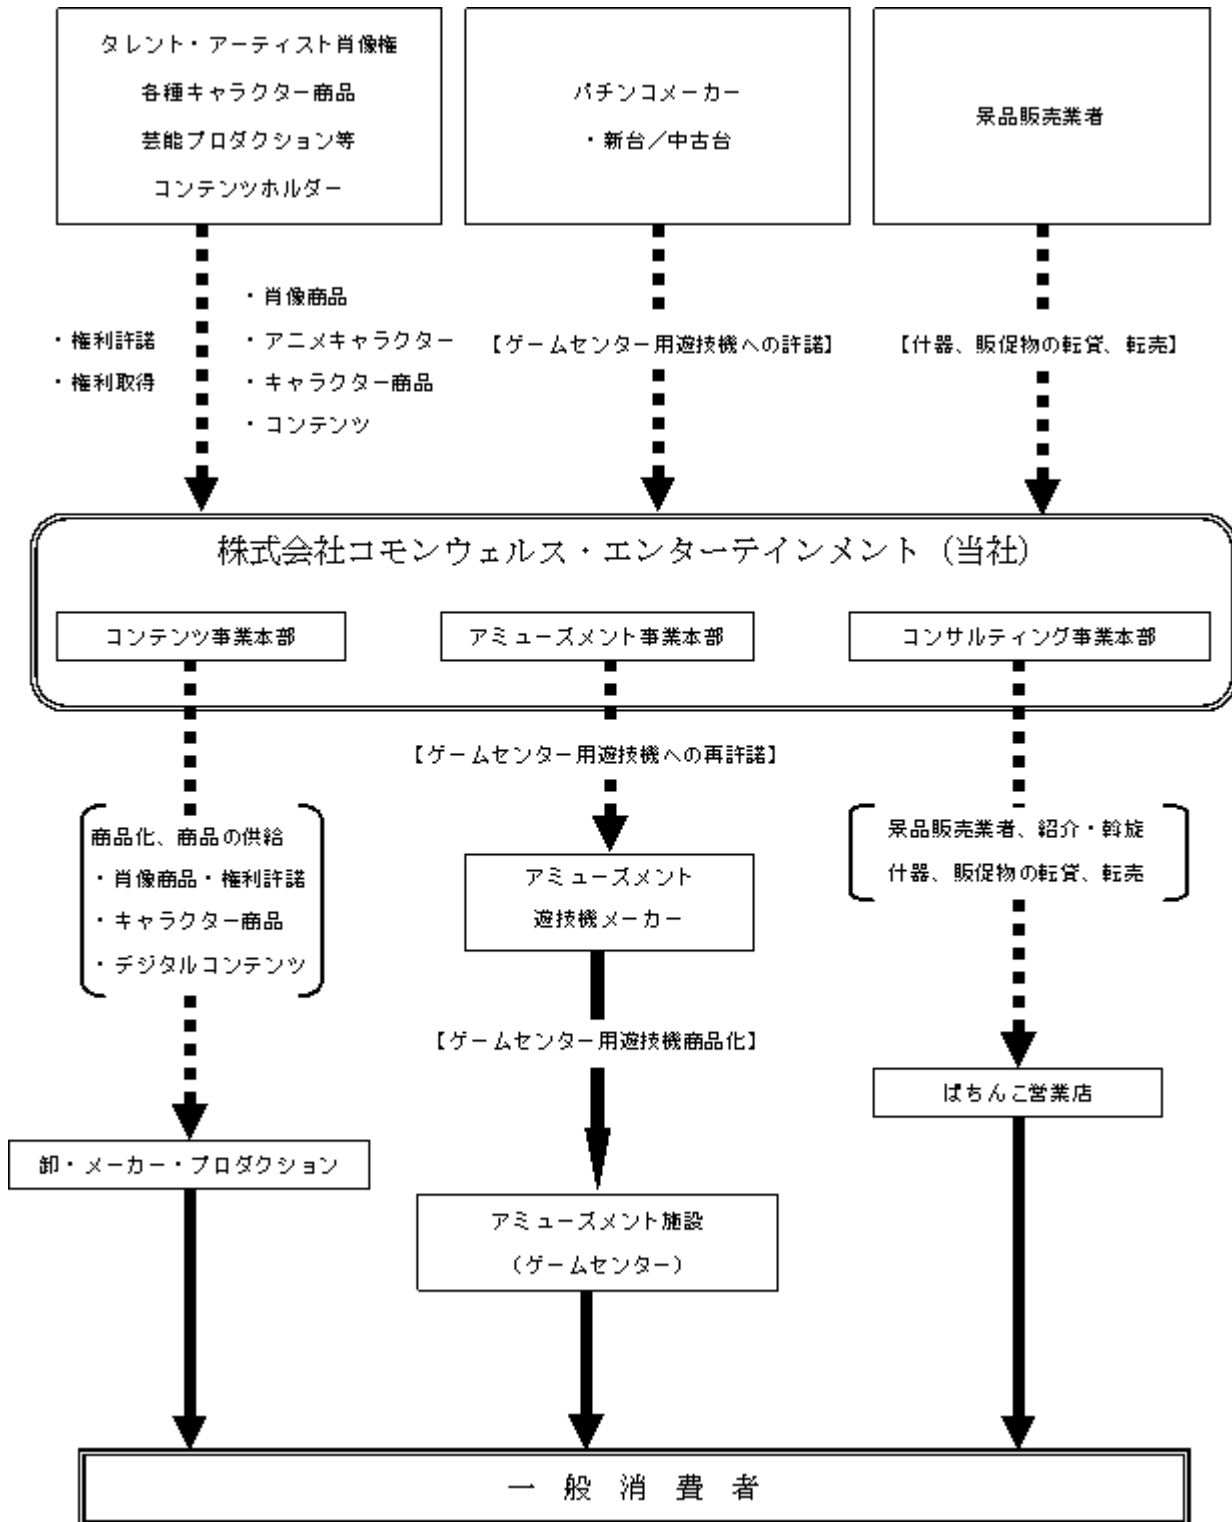 タレント・アーティスト肖像権
各種キャラクター商品
芸能プロダクション等
コンテンツホルダー
パチンコメーカー
・新台／中古台
景品販売業者
・権利許諾
・権利取得
・肖像商品
・アニメキャラクター
・キャラクター商品
・コンテンツ
【ゲームセンター用遊技機への許諾】
【什器、販促物の転貸、転売】
株式会社コモンウェルス・エンターテインメント（当社）
コンテンツ事業本部
アミューズメント事業本部
コンサルティング事業本部
【ゲームセンター用遊技機への再許諾】
商品化、商品の供給
・肖像商品・権利許諾
・キャラクター商品
・デジタルコンテンツ
アミューズメント
遊技機メーカー
景品販売業者、紹介・斡旋
什器、販促物の転貸、転売
【ゲームセンター用遊技機商品化】
ぱちんこ営業店
卸・メーカー・プロダクション
アミューズメント施設
（ゲームセンター）
一般消費者